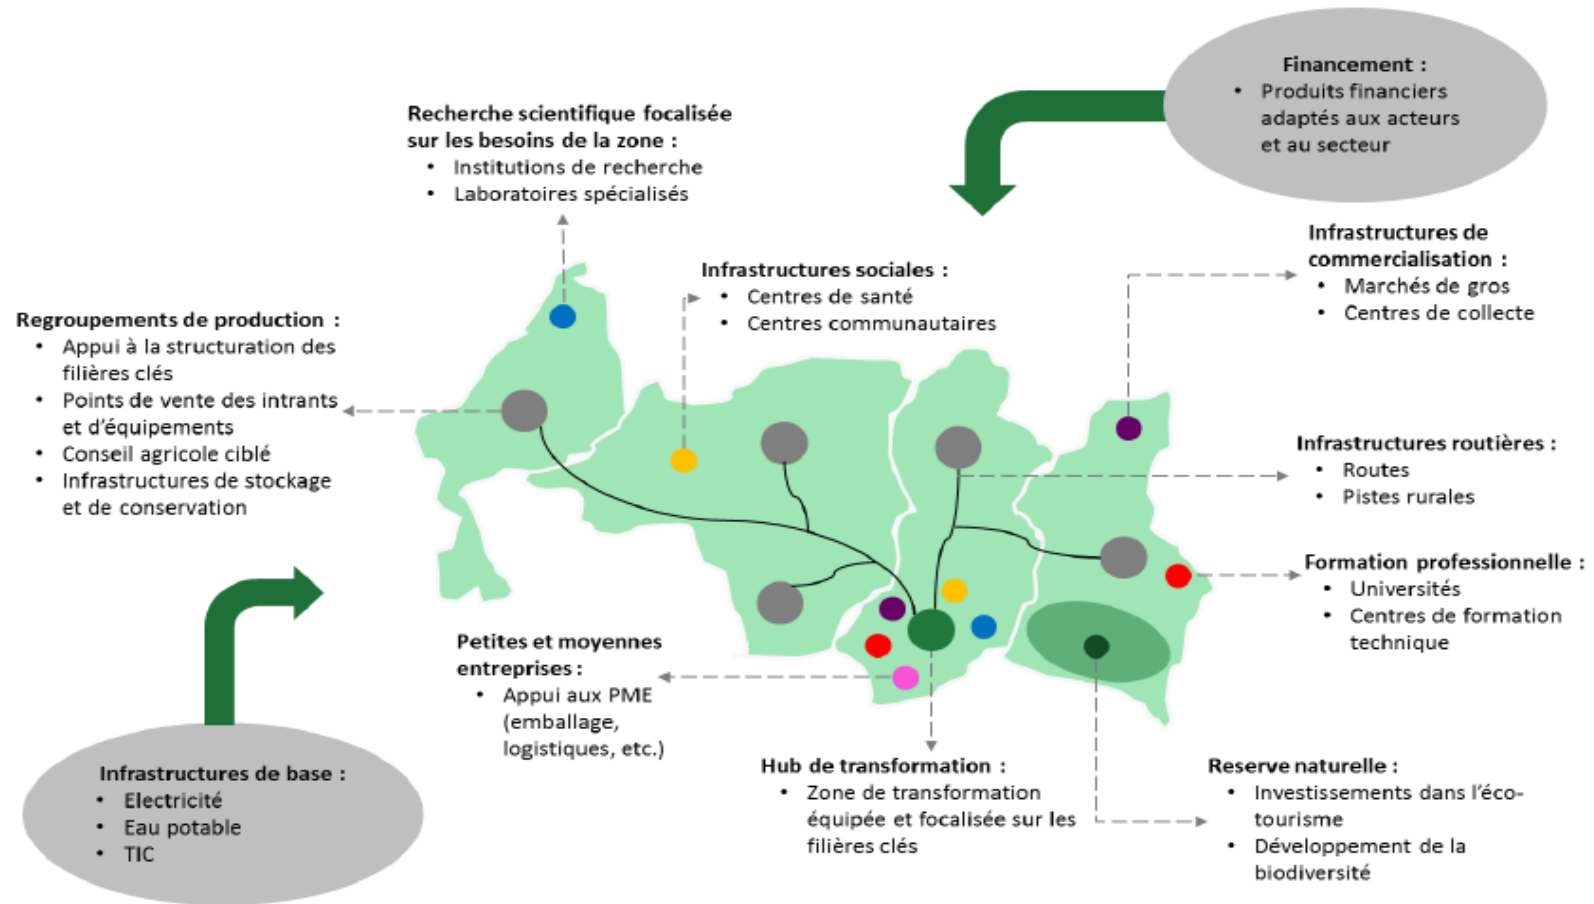 Financement :
• Produits financiers
adaptés aux acteurs
et au secteur
Recherche scientifique focalisée
sur les besoins de la zone :
• Institutions de recherche
• Laboratoires spécialisés
Infrastructures de
commercialisation :
• Marchés de gros
• Centres de collecte
Infrastructures sociales :
• Centres de santé
• Centres communautaires
Regroupements de production :
• Appui à la structuration des
filières clés
• Points de vente des intrants
et d'équipements
• Conseil agricole ciblé
• Infrastructures de stockage
et de conservation
Infrastructures routières :
• Routes
• Pistes rurales
Formation professionnelle :
• Universités
• Centres de formation
technique
Petites et moyennes
entreprises :
• Appui aux PME
(emballage,
logistiques, etc.)
Hub de transformation :
• Zone de transformation
équipée et focalisée sur les
filières clés
Reserve naturelle :
• Investissements dans l'éco-
tourisme
• Développement de la
biodiversité
Infrastructures de base :
• Electricité
• Eau potable
• TIC